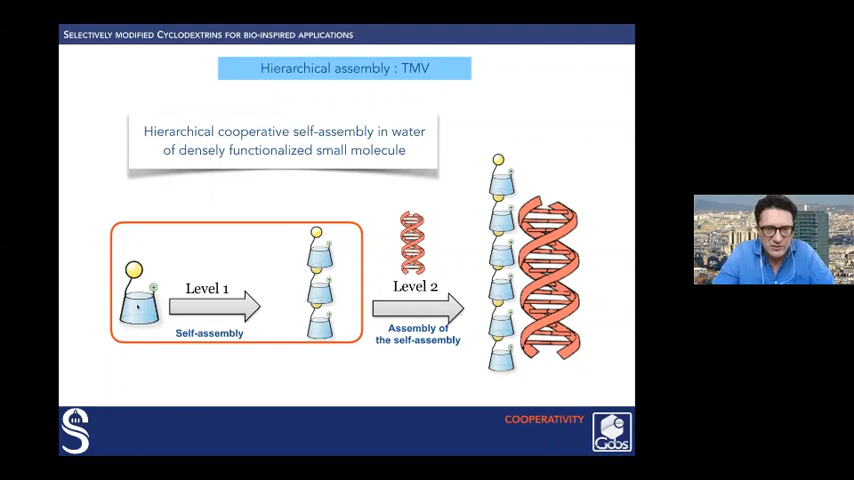 SELECTIVELY MODIFIED CYCLODEXTRINS FOR BIO-INSPIRED APPLICATIONS
Hierarchical assembly : TMV
Hierarchical cooperative self-assembly in water
of densely functionalized small molecule
Level 1
Self-assembly
Level 2
Assembly of
the self-assembly
COOPERATIVITY